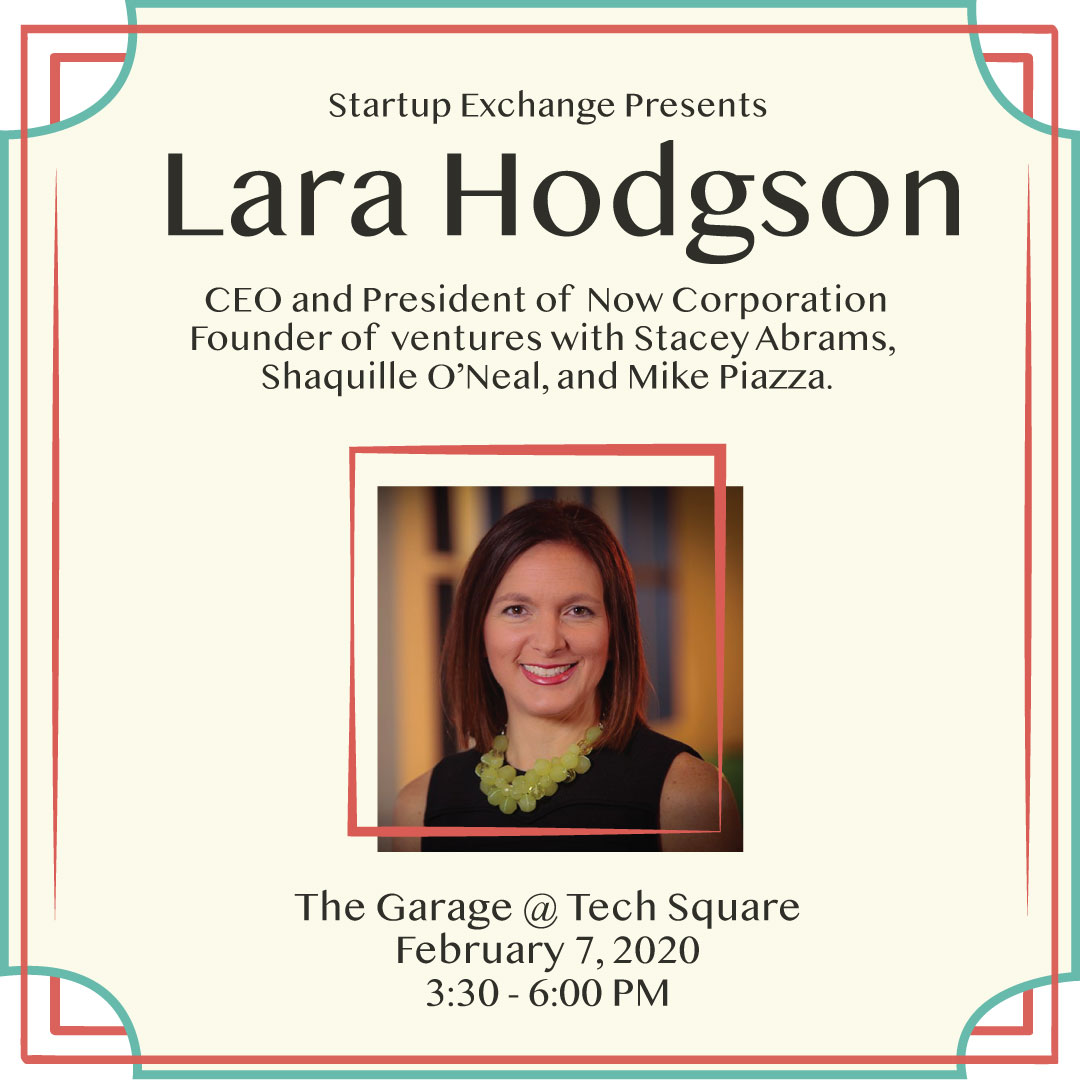 Startup Exchange Presents
Lara Hodgson
CEO and President of Now Corporation
Founder of ventures with Stacey Abrams,
Shaquille O’Neal, and Mike Piazza.
The Garage @ Tech Square
February 7, 2020
3:30 - 6:00 PM